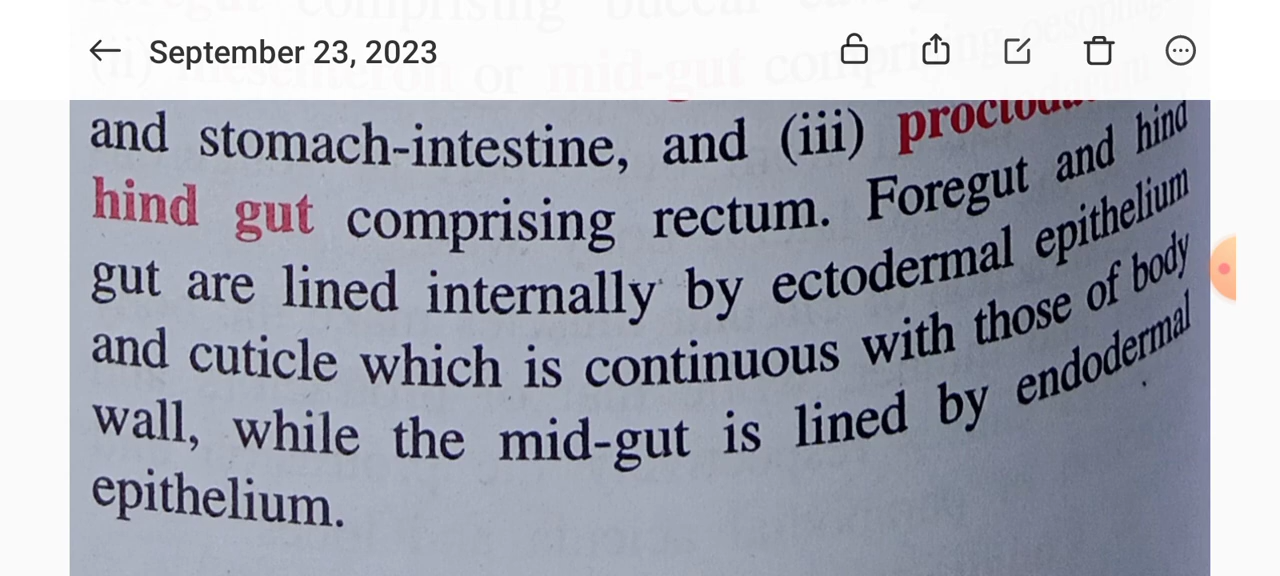 September 23, 2023
and stomach-intestine, and (iii)
hind gut comprising rectum. Foregut and hind
gut are lined internally by ectodermal epithelium
and cuticle which is continuous with those of body
wall, while the mid-gut is lined by endodermal
epithelium.